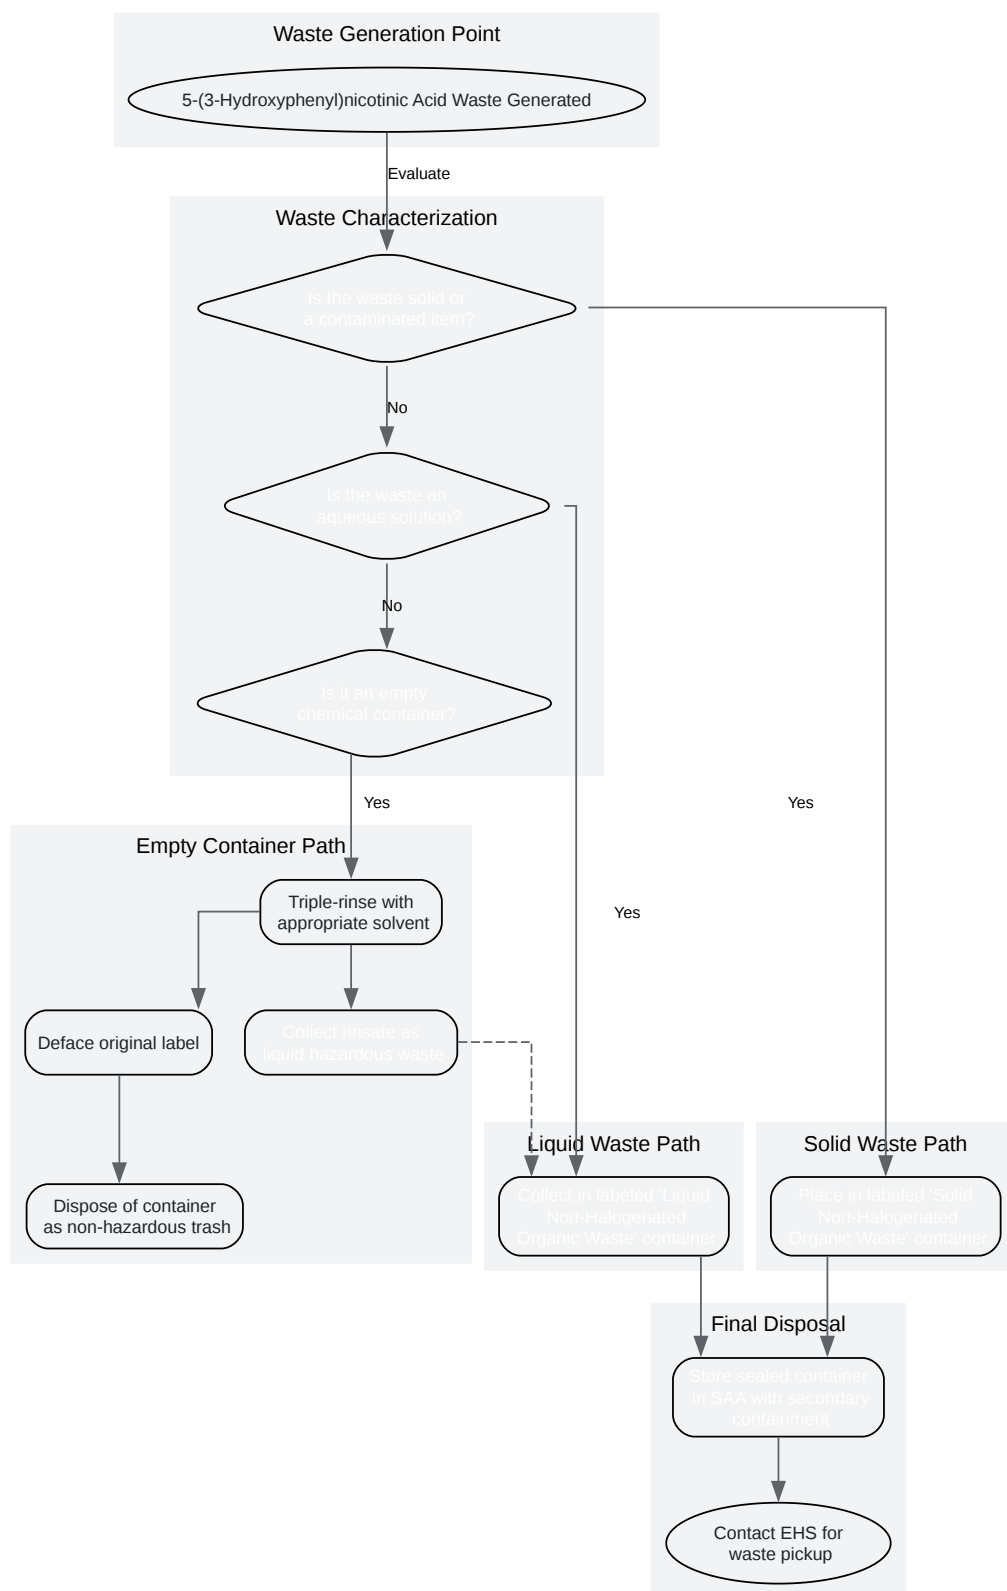 Waste Generation Point
5-(3-Hydroxyphenyl)nicotinic Acid Waste Generated
Evaluate
Waste Characterization
Is the waste solid or
a contaminated item?
No
Is the waste an
aqueous solution?
No
Is it an empty
chemical container?
Yes
Yes
Empty Container Path
Triple-rinse with
appropriate solvent
Yes
Deface original label
Collect rinsate as
liquid hazardous waste
Dispose of container
as non-hazardous trash
Liquid Waste Path
Collect in labeled 'Liquid
Non-Halogenated
Organic Waste' container
Solid Waste Path
Place in labeled 'Solid
Non-Halogenated
Organic Waste' container
Final Disposal
Store sealed container
in SAA with secondary
containment
Contact EHS for
waste pickup